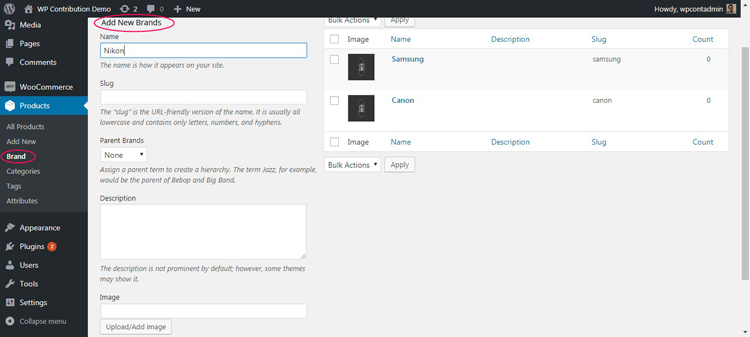 WP Contribution Demo 2 0 + New Howdy, wpcontadmin
Media
Pages
Comments
WooCommerce
Products
All Products
Add New
Brand
Categories
Tags
Attributes
Appearance
Plugins 2
Users
Tools
Settings
Collapse menu
Add New Brands
Name
Nikon
The name is how it appears on your site.
Slug
The "slug" is the URL-friendly version of the name. It is usually all
lowercase and contains only letters, numbers, and hyphens.
Parent Brands
None
Assign a parent term to create a hierarchy. The term Jazz, for example,
would be the parent of Bebap and Big Band.
Description
The description is not prominent by default; however, some themes
may show it.
Image
Upload/Add image
Bulk Actions Apply
Image Name Description Slug Count
Samsung samsung 0
Canon canon 0
Image Name Description Slug Count
Bulk Actions Apply